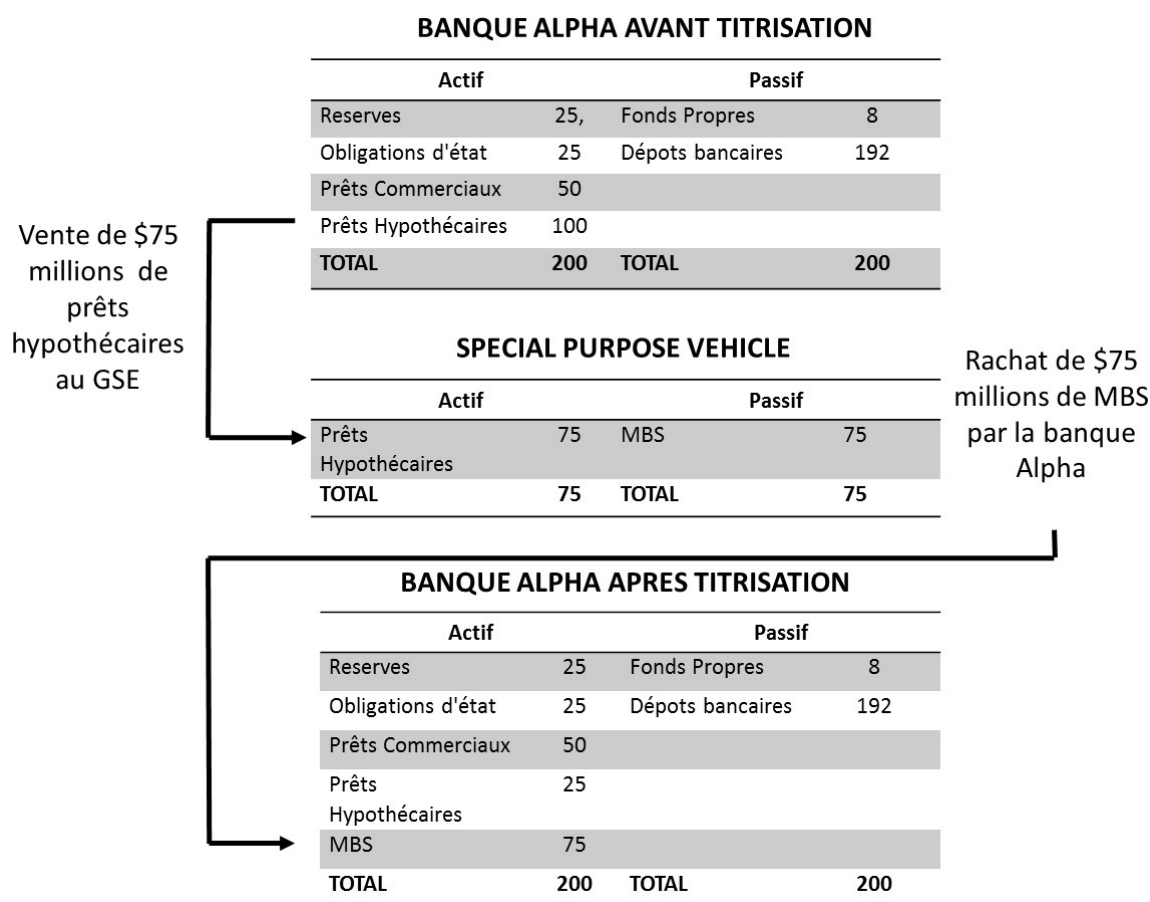 BANQUE ALPHA AVANT TITRISATION
Actif Passif
Reserves 25, Fonds Propres 8
Obligations d'état 25 Dépots bancaires 192
Prêts Commerciaux 50
Prêts Hypothécaires 100
TOTAL 200 TOTAL 200
Vente de $75
millions de
prêts
hypothécaires
au GSE
SPECIAL PURPOSE VEHICLE
Actif Passif
Prêts 75 MBS 75
Hypothécaires
TOTAL 75 TOTAL 75
Rachat de $75
millions de MBS
par la banque
Alpha
BANQUE ALPHA APRES TITRISATION
Actif Passif
Reserves 25 Fonds Propres 8
Obligations d'état 25 Dépots bancaires 192
Prêts Commerciaux 50
Prêts 25
Hypothécaires
MBS 75
TOTAL 200 TOTAL 200